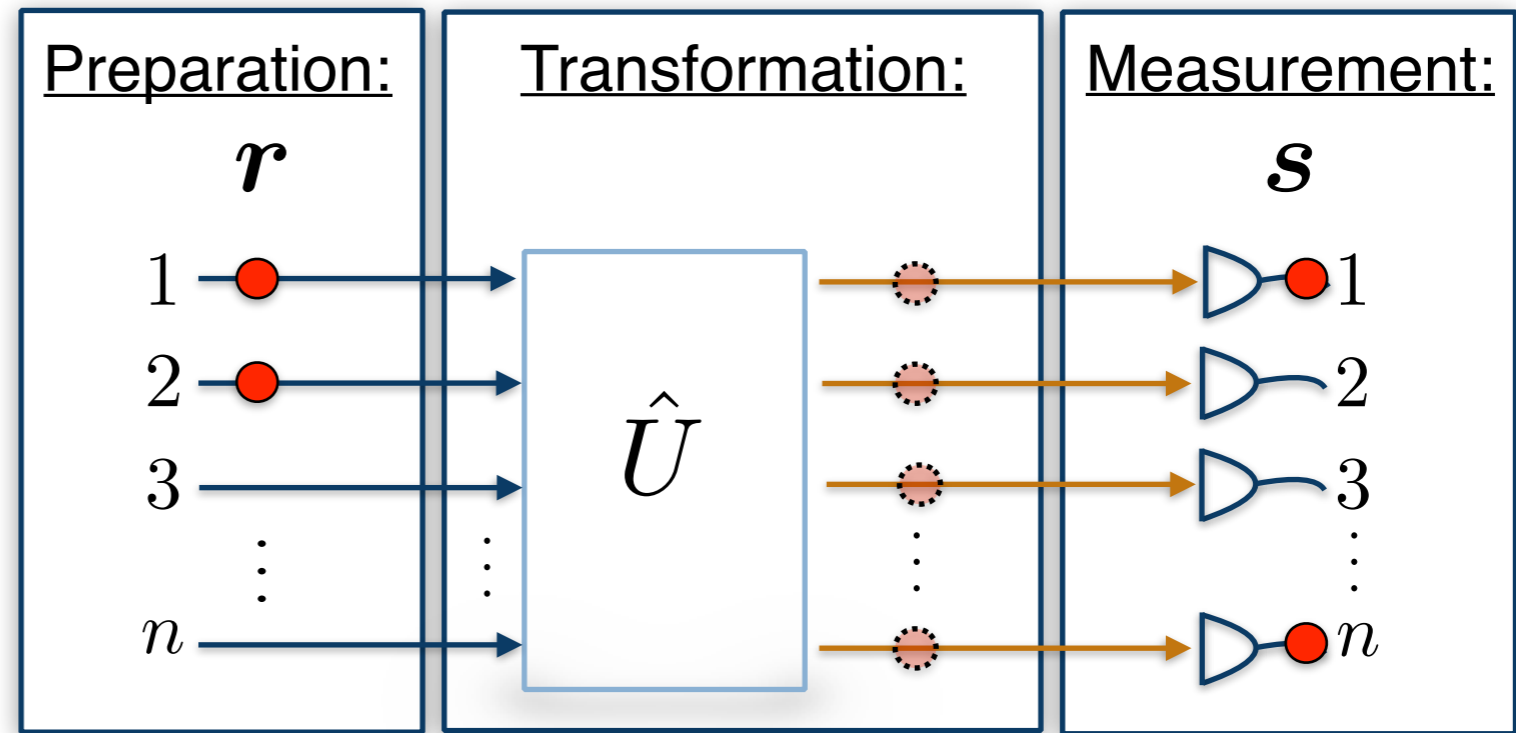 Preparation: Transformation: Measurement:
r s
1 1
2 2
Û
3 3
⋮ ⋮ ⋮ ⋮
n n